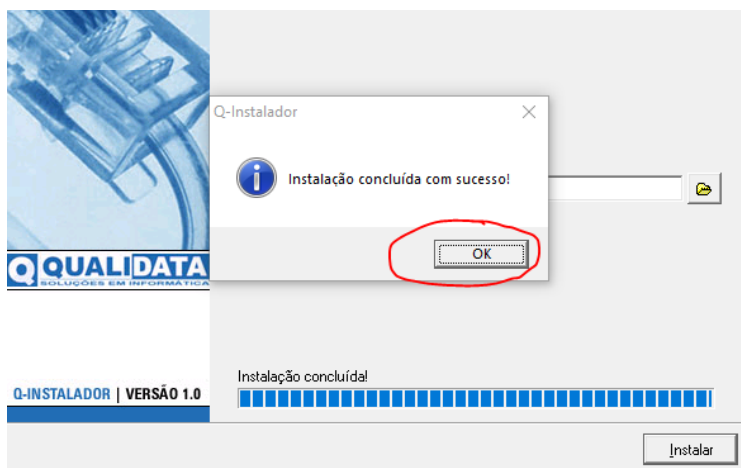 Q-Instalador
Instalação concluída com sucesso!
OK
QUALIDATA
SOLUÇÕES EM INFORMÁTICA
Instalação concluída!
Q-INSTALADOR | VERSÃO 1.0
Instalar